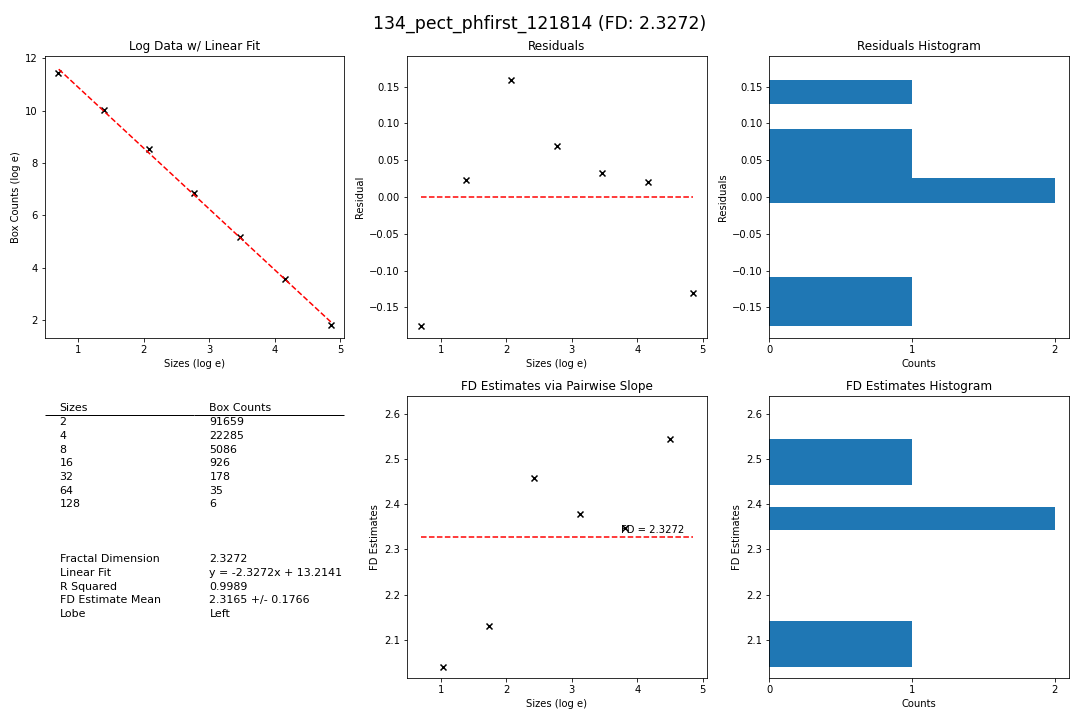 134_pect_phfirst_121814 (FD: 2.3272)
Log Data w/ Linear Fit
Box Counts (log e)
12
10
8
6
4
2
1
2
3
4
5
Sizes (log e)
Residuals
Residual
0.15
0.10
0.05
0.00
−0.05
−0.10
−0.15
1
2
3
4
5
Sizes (log e)
Residuals Histogram
Residuals
0.15
0.10
0.05
0.00
−0.05
−0.10
−0.15
0
1
2
Counts
Sizes Box Counts
2 91659
4 22285
8 5086
16 926
32 178
64 35
128 6
Fractal Dimension 2.3272
Linear Fit y = -2.3272x + 13.2141
R Squared 0.9989
FD Estimate Mean 2.3165 +/- 0.1766
Lobe Left
FD Estimates via Pairwise Slope
FD Estimates
2.6
2.5
2.4
2.3
2.2
2.1
FD = 2.3272
1
2
3
4
5
Sizes (log e)
FD Estimates Histogram
FD Estimates
2.6
2.5
2.4
2.3
2.2
2.1
0
1
2
Counts